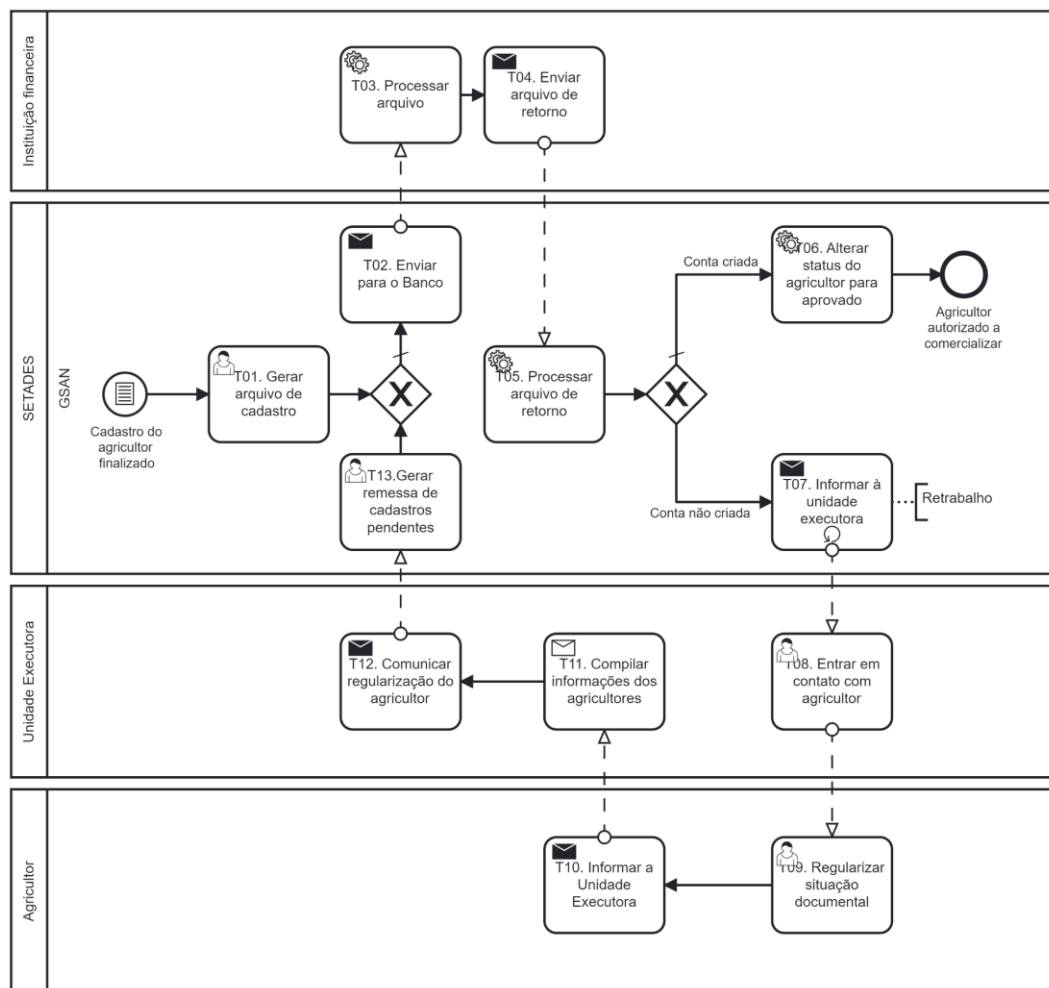 Instituição financeira
T03. Processar
arquivo
T04. Enviar
arquivo de
retorno
SETADES
GSAN
T02. Enviar
para o Banco
Conta criada
T06. Alterar
status do
agricultor para
aprovado
Agricultor
autorizado a
comercializar
Cadastro do
agricultor
finalizado
T01. Gerar
arquivo de
cadastro
X
T05. Processar
arquivo de
retorno
X
T13.Gerar
remessa de
cadastros
pendentes
Conta não criada
T07. Informar à
unidade
executora
Retrabalho
Unidade Executora
T12. Comunicar
regularização do
agricultor
T11. Compilar
informações dos
agricultores
T08. Entrar em
contato com
agricultor
Agricultor
T10. Informar a
Unidade
Executora
T09. Regularizar
situação
documental